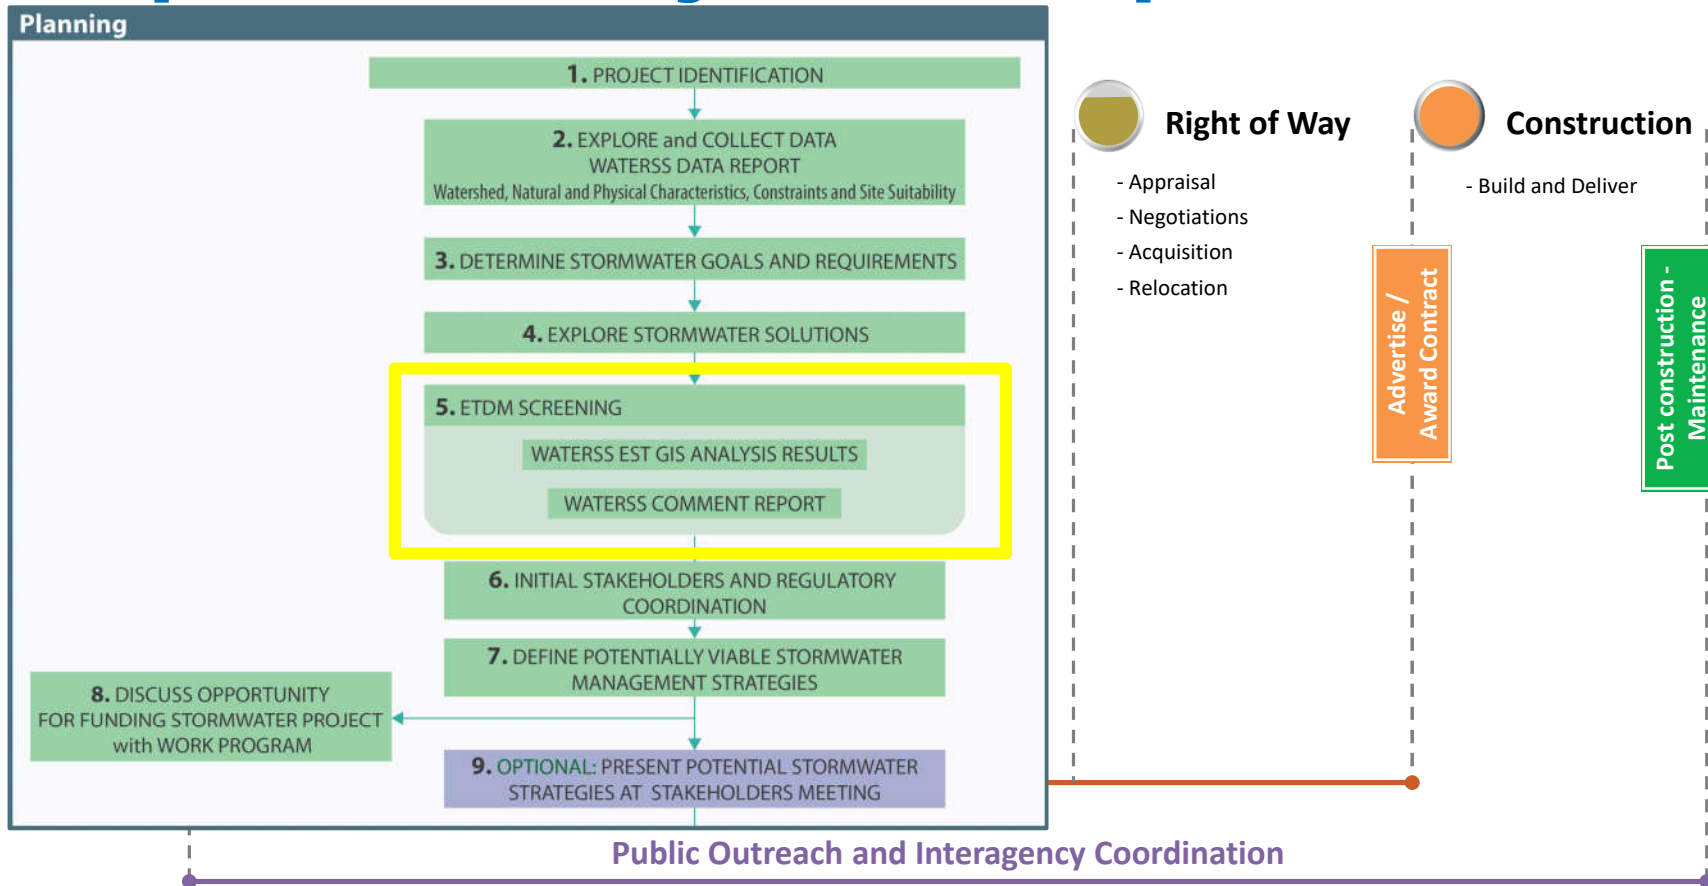 Planning
1. PROJECT IDENTIFICATION
2. EXPLORE and COLLECT DATA
WATERSS DATA REPORT
Watershed, Natural and Physical Characteristics, Constraints and Site Suitability
3. DETERMINE STORMWATER GOALS AND REQUIREMENTS
4. EXPLORE STORMWATER SOLUTIONS
5. ETDM SCREENING
WATERSS EST GIS ANALYSIS RESULTS
WATERSS COMMENT REPORT
6. INITIAL STAKEHOLDERS AND REGULATORY
COORDINATION
7. DEFINE POTENTIALLY VIABLE STORMWATER
MANAGEMENT STRATEGIES
8. DISCUSS OPPORTUNITY
FOR FUNDING STORMWATER PROJECT
with WORK PROGRAM
9. OPTIONAL: PRESENT POTENTIAL STORMWATER
STRATEGIES AT STAKEHOLDERS MEETING
Right of Way
- Appraisal
- Negotiations
- Acquisition
- Relocation
Construction
- Build and Deliver
Advertise /
Award Contract
Post construction -
Maintenance
Public Outreach and Interagency Coordination